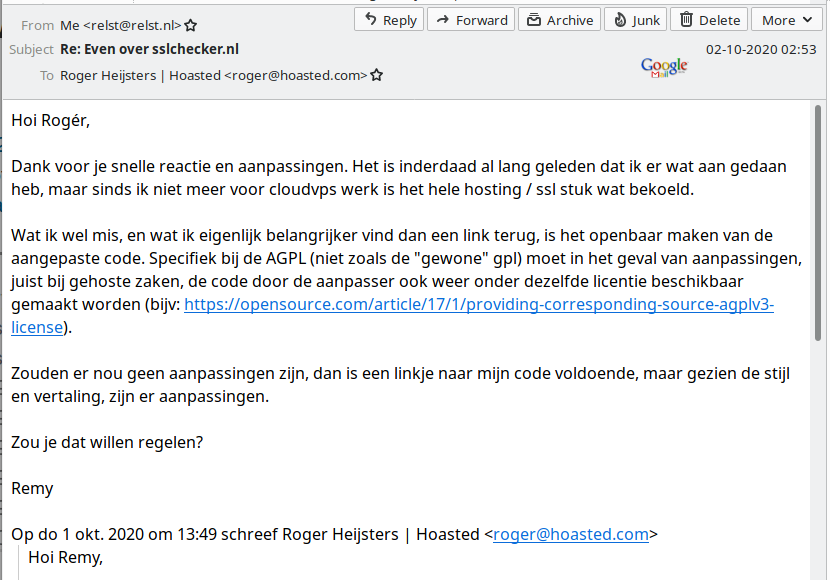 From Me <relst@relst.nl>
Reply Forward Archive Junk Delete More
Subject Re: Even over sslchecker.nl
02-10-2020 02:53
To Roger Heijsters | Hoasted <roger@hoasted.com>
Google Mail
Hoi Rogér,
Dank voor je snelle reactie en aanpassingen. Het is inderdaad al lang geleden dat ik er wat aan gedaan
heb, maar sinds ik niet meer voor cloudvps werk is het hele hosting / ssl stuk wat bekoeld.
Wat ik wel mis, en wat ik eigenlijk belangrijker vind dan een link terug, is het openbaar maken van de
aangepaste code. Specifiek bij de AGPL (niet zoals de "gewone" gpl) moet in het geval van aanpassingen,
juist bij gehoste zaken, de code door de aanpasser ook weer onder dezelfde licentie beschikbaar
gemaakt worden (bijv: https://opensource.com/article/17/1/providing-corresponding-source-agplv3-
license).
Zouden er nou geen aanpassingen zijn, dan is een linkje naar mijn code voldoende, maar gezien de stijl
en vertaling, zijn er aanpassingen.
Zou je dat willen regelen?
Remy
Op do 1 okt. 2020 om 13:49 schreef Roger Heijsters | Hoasted <roger@hoasted.com>
Hoi Remy,